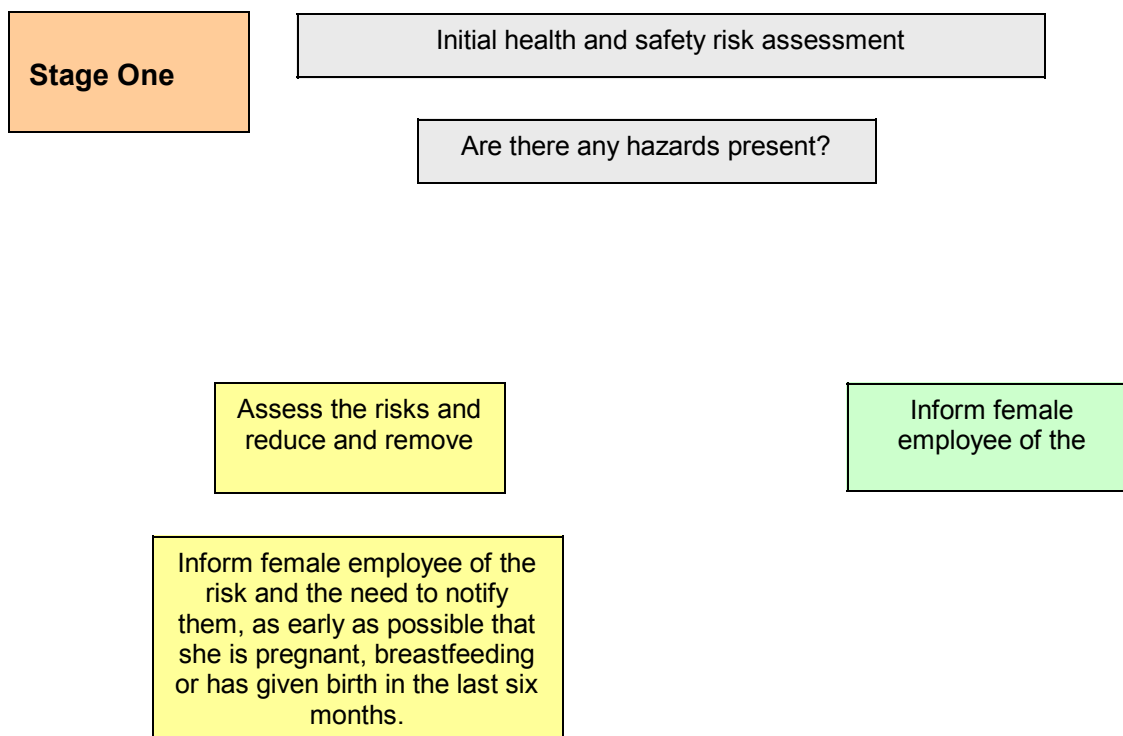 Stage One
Initial health and safety risk assessment
Are there any hazards present?
Assess the risks and
reduce and remove
Inform female
employee of the
Inform female employee of the
risk and the need to notify
them, as early as possible that
she is pregnant, breastfeeding
or has given birth in the last six
months.